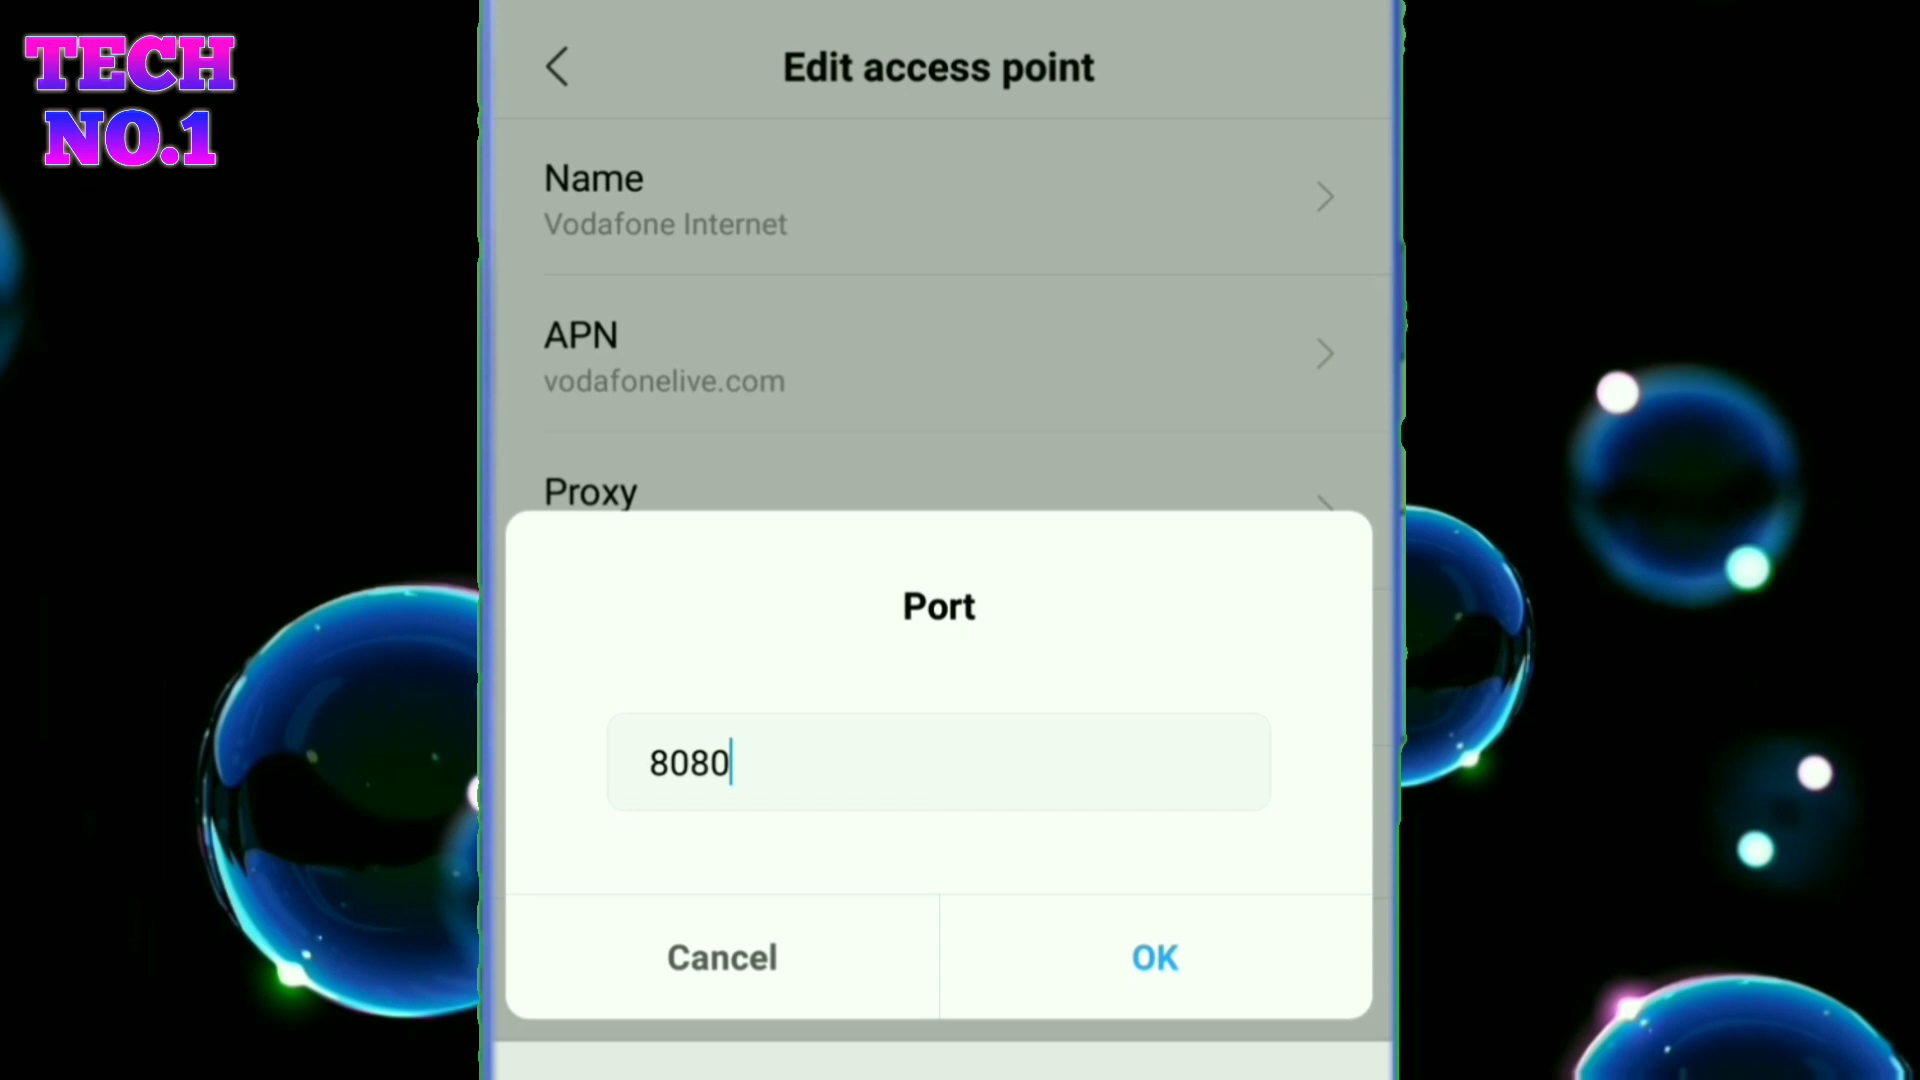 TECH
NO.1
Edit access point
Name
Vodafone Internet
APN
vodafonelive.com
Proxy
Port
8080
Cancel
OK